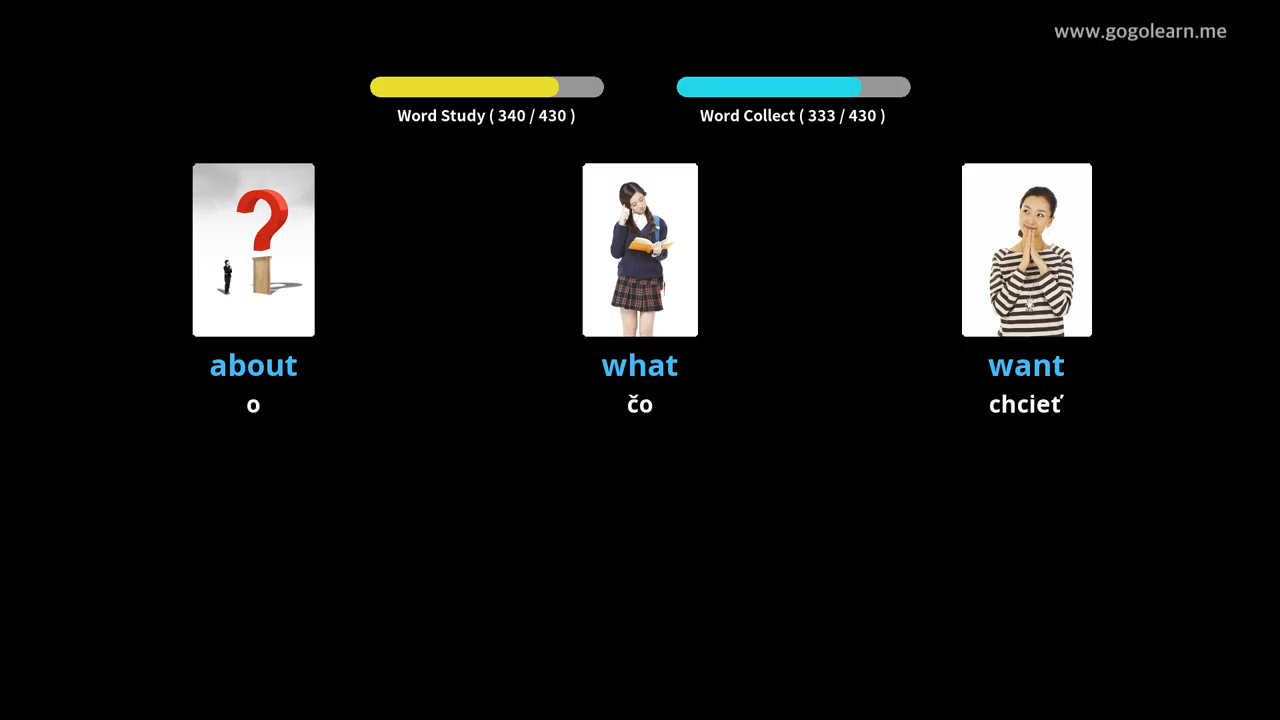 www.gogolearn.me
Word Study ( 340 / 430 )
Word Collect ( 333 / 430 )
about
what
want
o
čo
chcieť